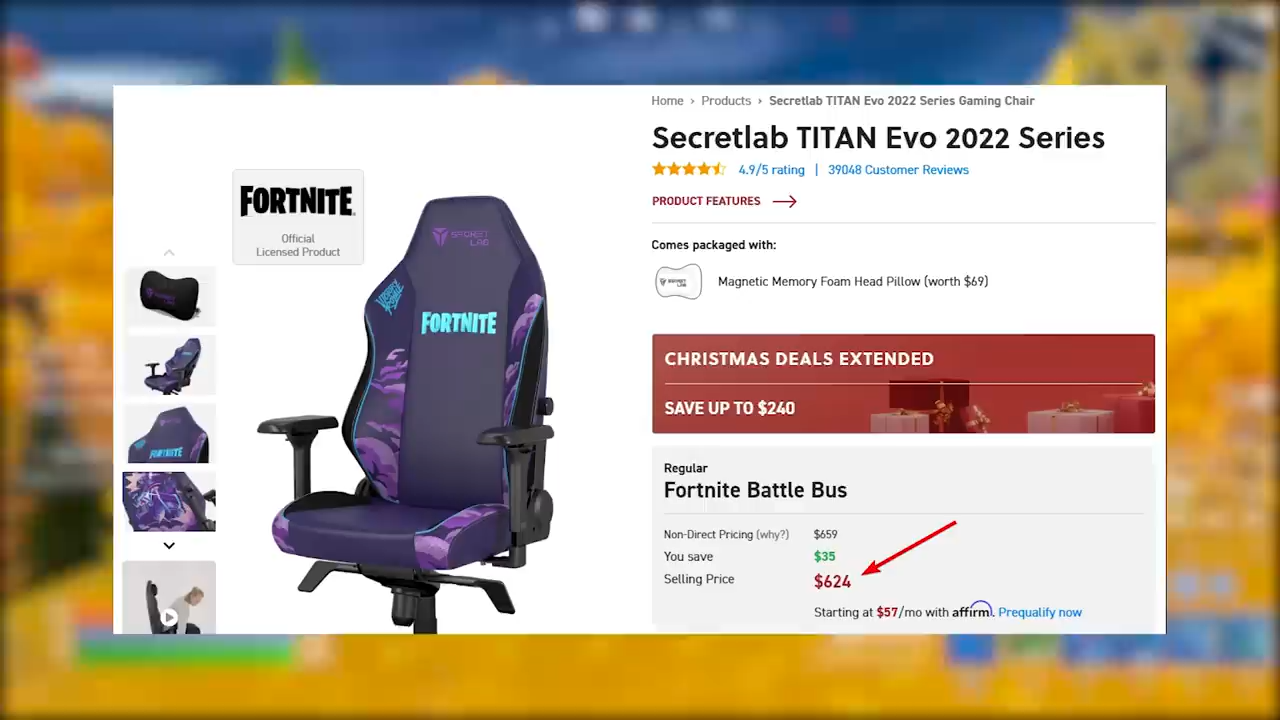 Home › Products › Secretlab TITAN Evo 2022 Series Gaming Chair
Secretlab TITAN Evo 2022 Series
4.9/5 rating | 39048 Customer Reviews
PRODUCT FEATURES
FORTNITE
Official
Licensed Product
SECRET
LAB
FORTNITE
Comes packaged with:
Magnetic Memory Foam Head Pillow (worth $69)
CHRISTMAS DEALS EXTENDED
SAVE UP TO $240
Regular
Fortnite Battle Bus
Non-Direct Pricing (why?) $659
You save $35
Selling Price $624
Starting at $57/mo with affirm. Prequalify now
FORTNITE